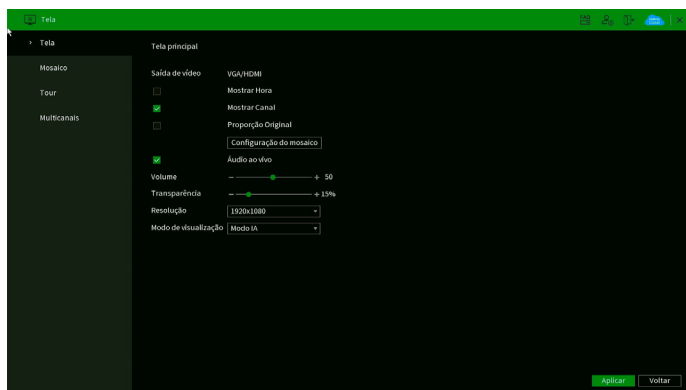 Tela
Tela
Mosaico
Tour
Multicanais
Tela principal
Saída de vídeo VGA/HDMI
Mostrar Hora
Mostrar Canal
Proporção Original
Configuração do mosaico
Áudio ao vivo
Volume - + 50
Transparência - + 15%
Resolução 1920x1080
Modo de visualização Modo IA
Aplicar Voltar